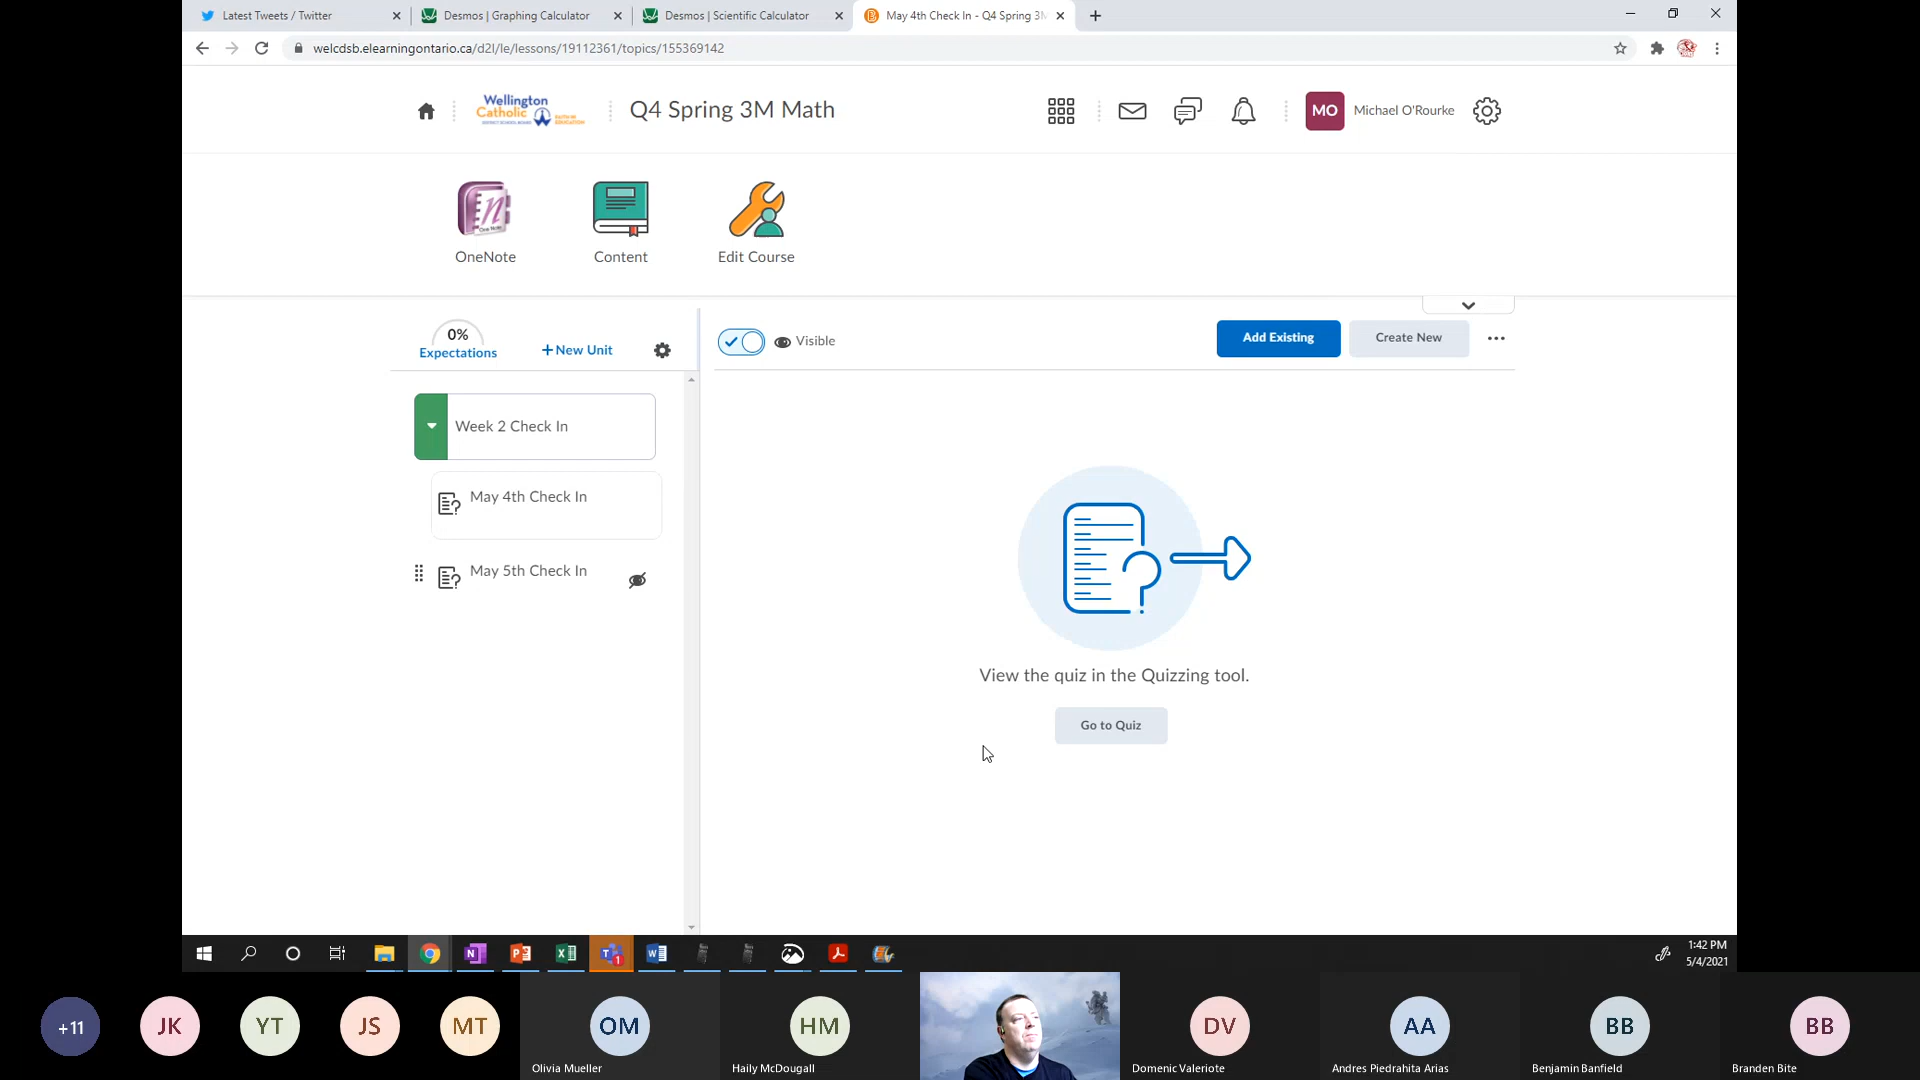 Latest Tweets / Twitter
Desmos | Graphing Calculator
Desmos | Scientific Calculator
May 4th Check In - Q4 Spring 3M
welcdsb.elearningontario.ca/d2l/le/lessons/19112361/topics/155369142
Wellington
Catholic
DISTRICT SCHOOL BOARD
Q4 Spring 3M Math
MO
Michael O'Rourke
OneNote
Content
Edit Course
0%
Expectations
+ New Unit
Visible
Add Existing
Create New
Week 2 Check In
May 4th Check In
May 5th Check In
View the quiz in the Quizzing tool.
Go to Quiz
1:42 PM
5/4/2021
+11
JK
YT
JS
MT
OM
HM
DV
AA
BB
BB
Olivia Mueller
Haily McDougall
Domenic Valeriote
Andres Piedrahita Arias
Benjamin Banfield
Branden Bite